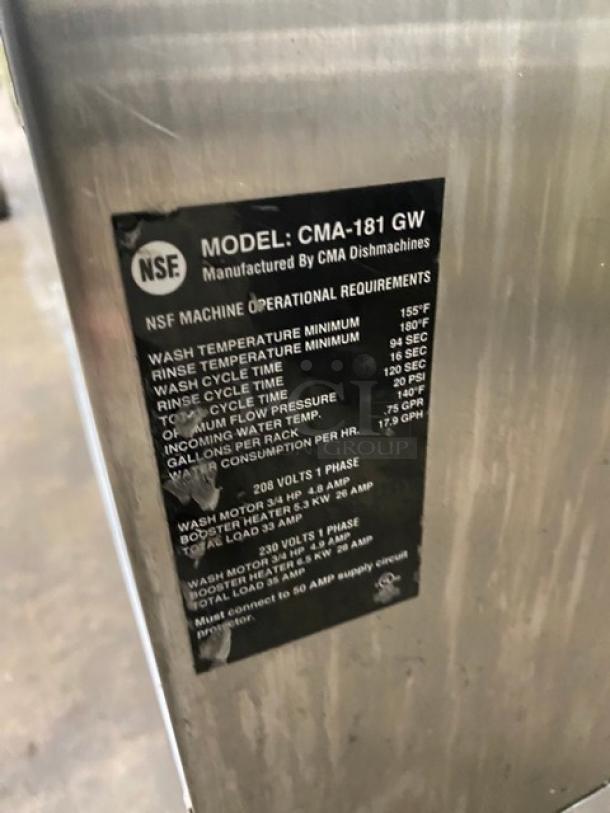 NSF.
MODEL: CMA-181 GW
Manufactured By CMA Dishmachines
NSF MACHINE OPERATIONAL REQUIREMENTS
WASH TEMPERATURE MINIMUM 155°F
RINSE TEMPERATURE MINIMUM 180°F
WASH CYCLE TIME 94 SEC
RINSE CYCLE TIME 16 SEC
CYCLE TIME 120 SEC
FLOW PRESSURE 20 PSI
INCOMING WATER TEMP. 140°F
GALLONS PER RACK .75 GPR
WATER CONSUMPTION PER HR. 17.9 GPH
208 VOLTS 1 PHASE
WASH MOTOR 3/4 HP 4.8 AMP
BOOSTER HEATER 5.3 KW 26 AMP
TOTAL LOAD 33 AMP
230 VOLTS 1 PHASE
WASH MOTOR 3/4 HP 4.9 AMP
BOOSTER HEATER 6.5 KW 28 AMP
TOTAL LOAD 35 AMP
Must connect to 50 AMP supply circuit
protector.
GROUP